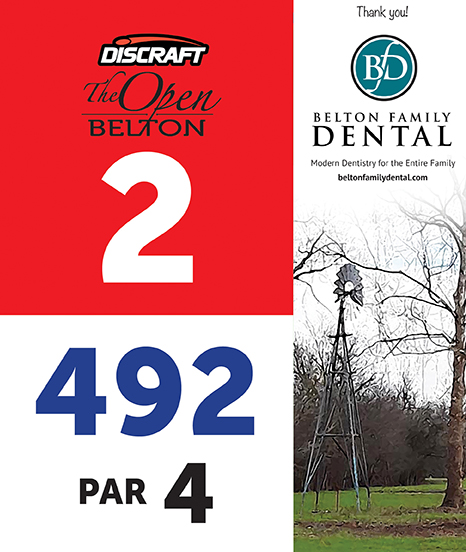 DISCRAFT
The Open
BELTON
2
492
PAR 4
Thank you!
BfD
BELTON FAMILY
DENTAL
Modern Dentistry for the Entire Family
beltonfamilydental.com